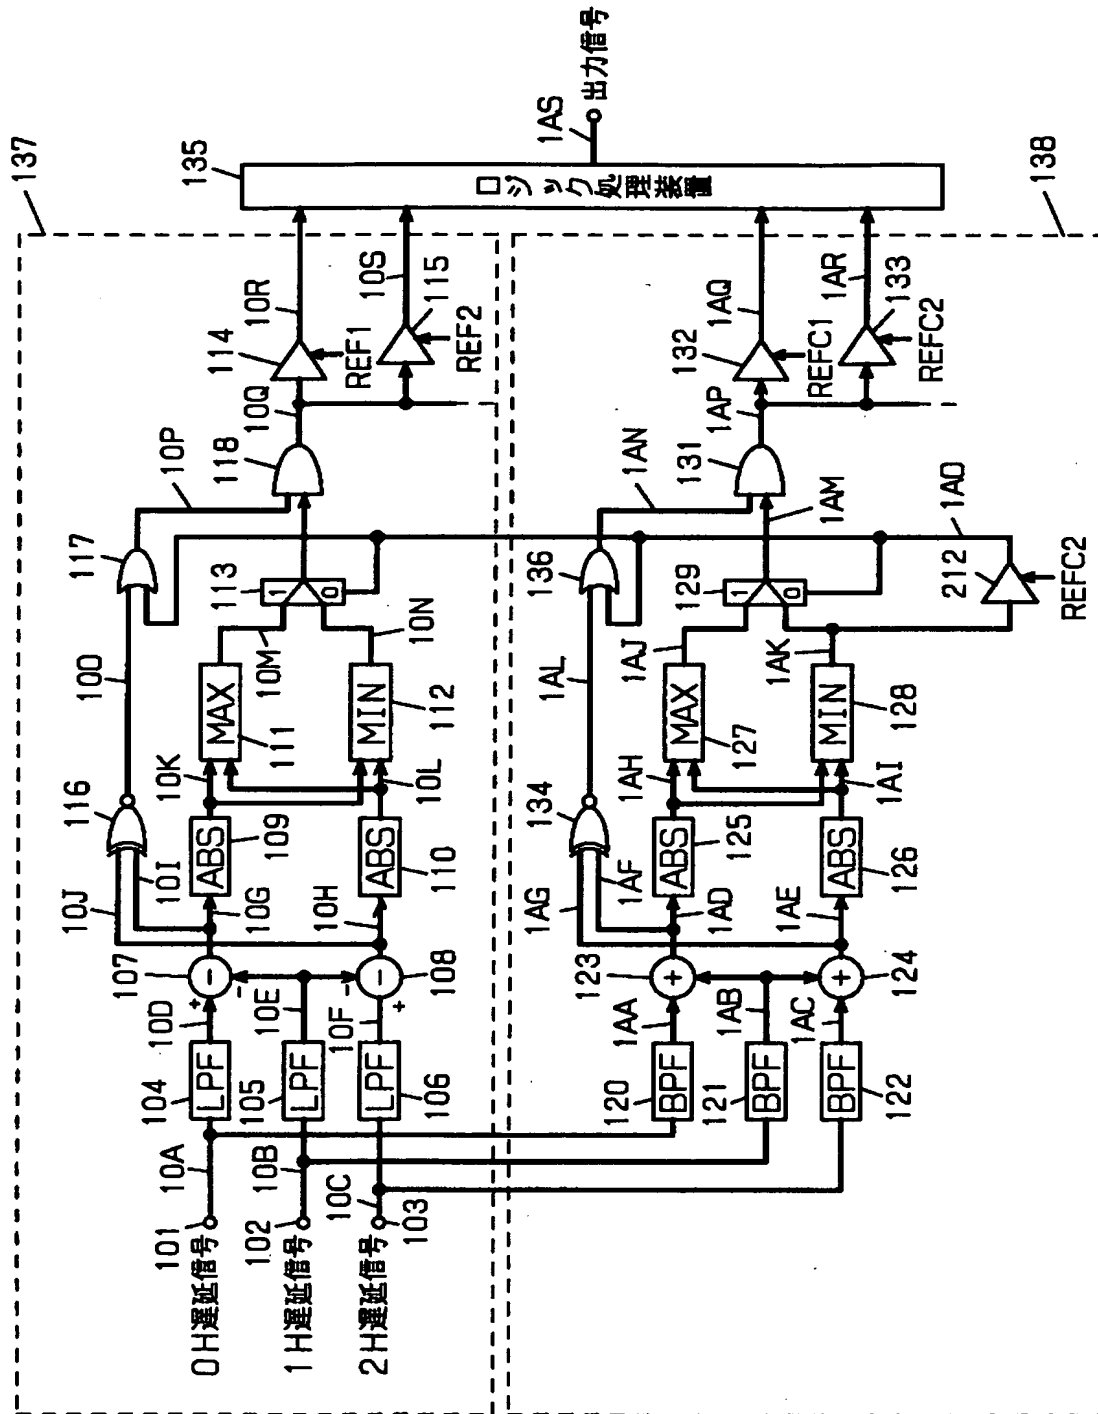 137
135
1AS
出力信号
ロジック処理装置
138
0H遅延信号
101
10A
1H遅延信号
102
10B
2H遅延信号
103
10C
104
LPF
105
LPF
106
LPF
10D
10E
10F
107
+
-
-
108
-
-
+
10J
10I
10G
10H
116
ABS
109
ABS
110
10K
10L
10O
MAX
111
MIN
112
10M
10N
113
1
0
117
10P
118
10Q
114
10R
REF1
10S
115
REF2
120
BPF
121
BPF
122
BPF
1AA
1AB
1AC
123
+
124
+
1AG
1AF
1AD
1AE
134
ABS
125
ABS
126
1AH
1AI
1AL
MAX
127
MIN
128
1AJ
1AK
129
1
0
136
1AN
131
1AM
1AP
1AO
212
REFC2
132
1AQ
REFC1
1AR
133
REFC2